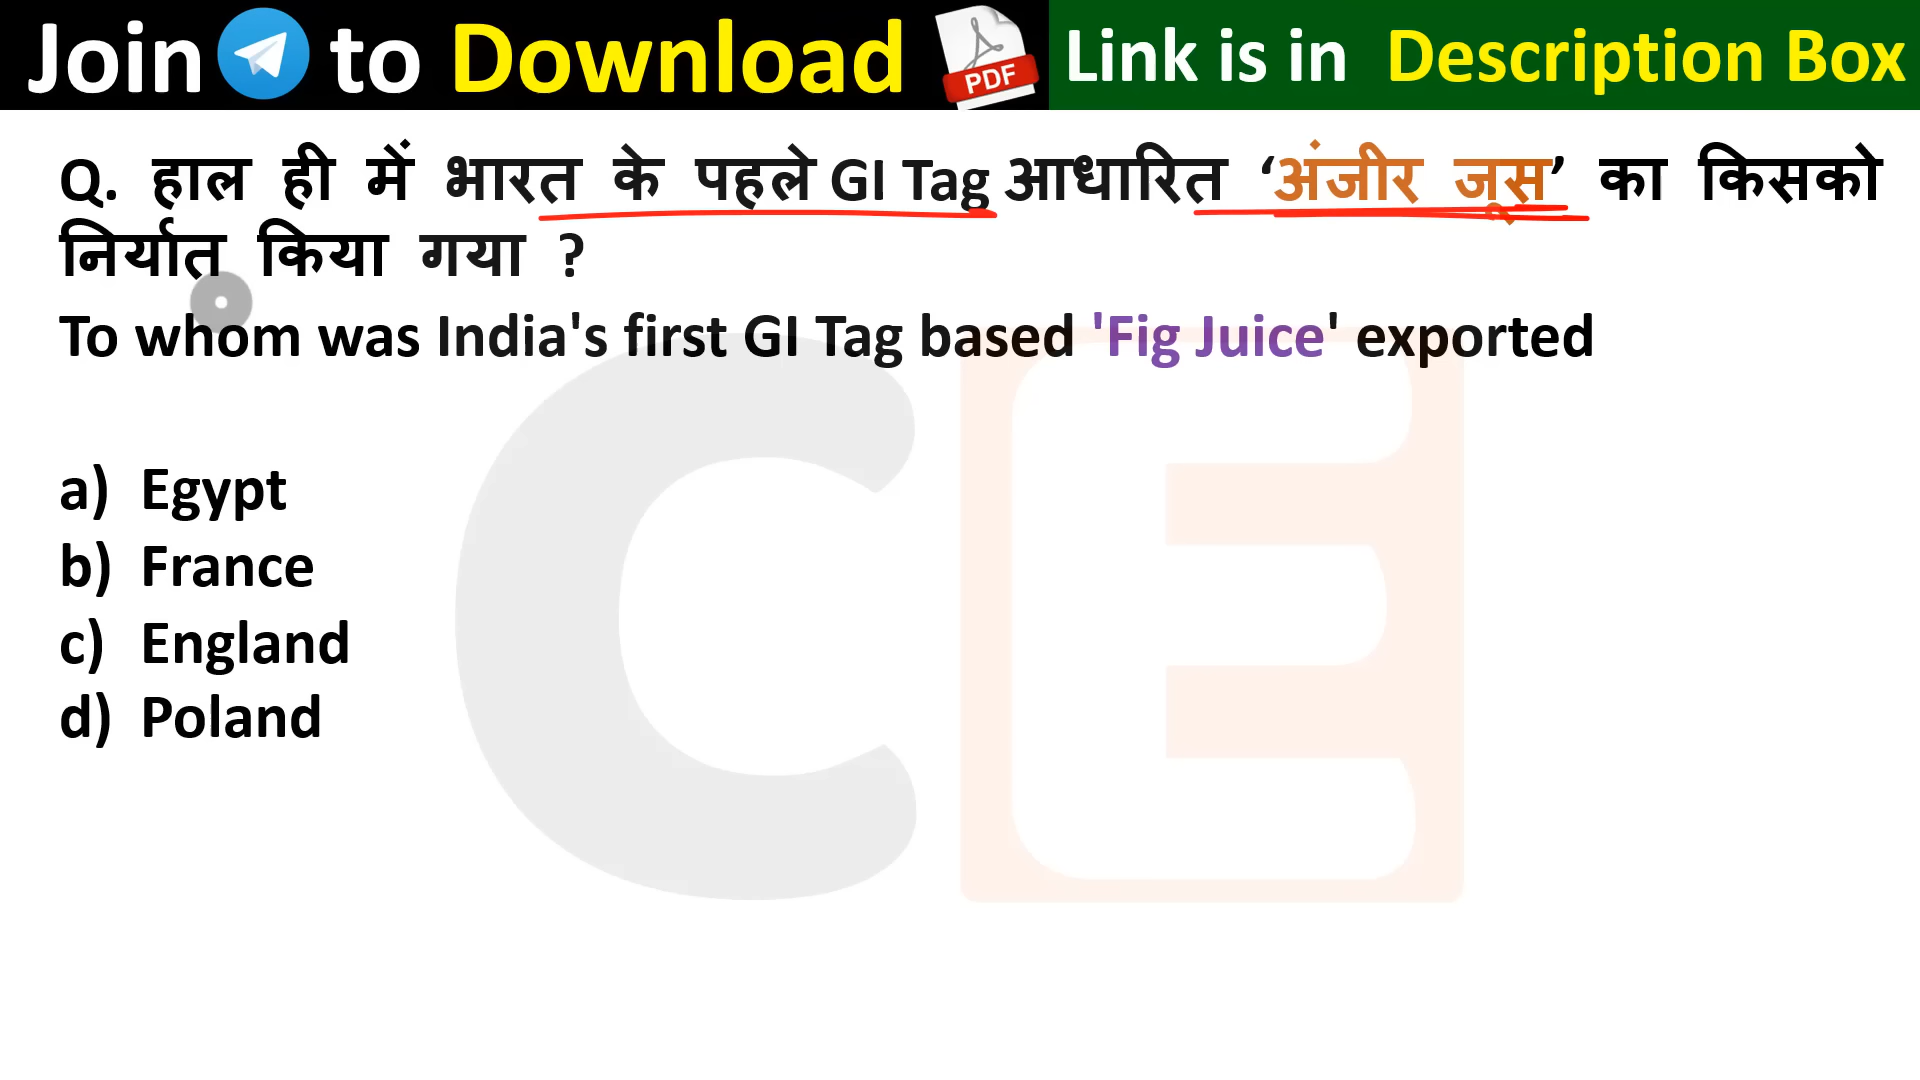 Join to Download PDF Link is in Description Box
Q. हाल ही में भारत के पहले GI Tag आधारित ‘अंजीर जूस’ का किसको
निर्यात किया गया ?
To whom was India's first GI Tag based 'Fig Juice' exported
a) Egypt
b) France
c) England
d) Poland
CE